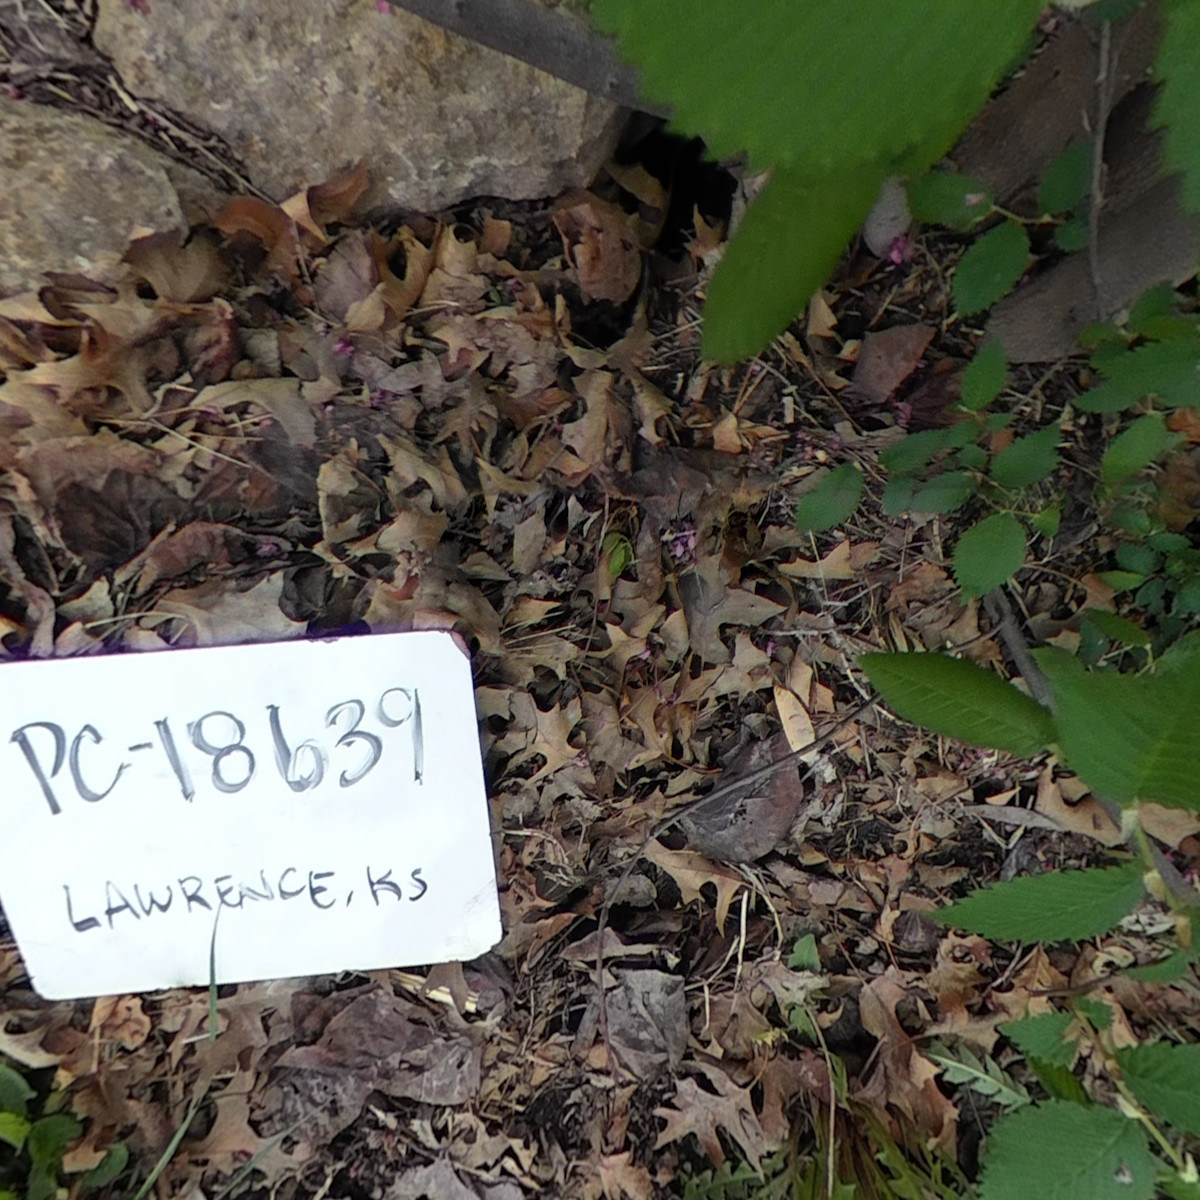 PC-18639
LAWRENCE, KS